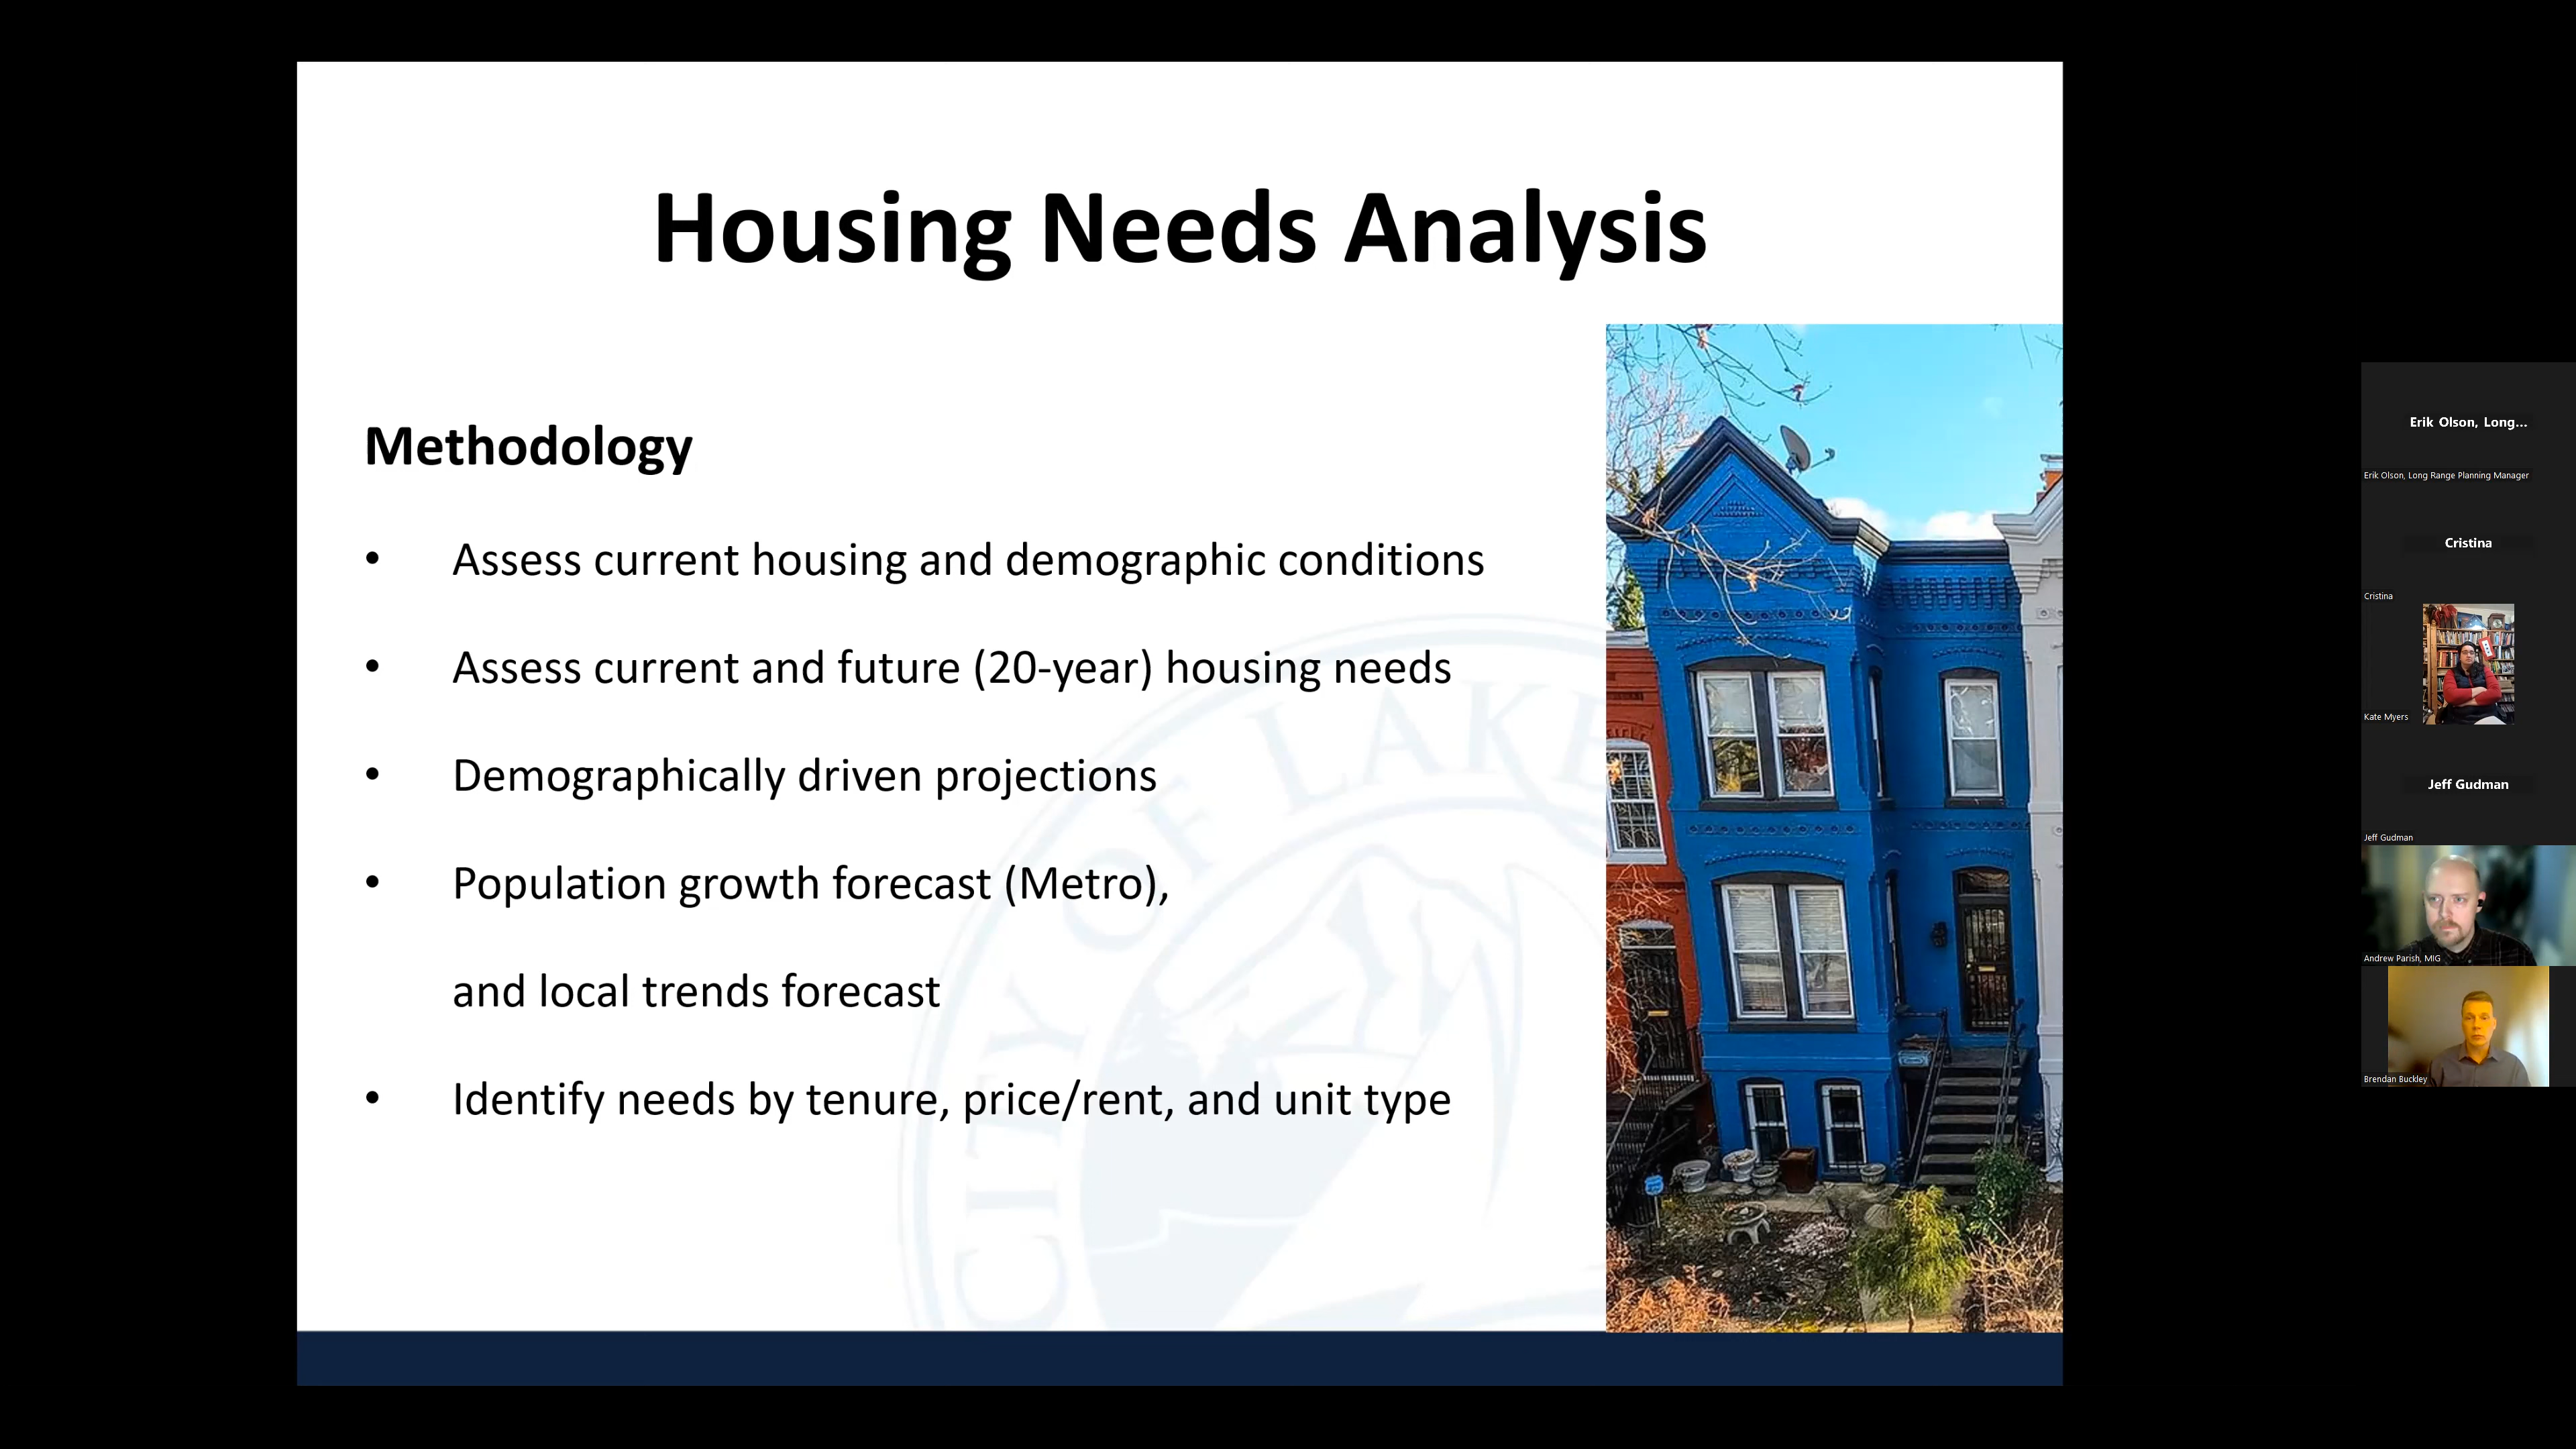 Housing Needs Analysis
Methodology
• Assess current housing and demographic conditions
• Assess current and future (20-year) housing needs
• Demographically driven projections
• Population growth forecast (Metro),
and local trends forecast
• Identify needs by tenure, price/rent, and unit type
CITY OF LAKE
Erik Olson, Long...
Erik Olson, Long Range Planning Manager
Cristina
Cristina
Kate Myers
Jeff Gudman
Jeff Gudman
Andrew Parish, MIG
Brendan Buckley